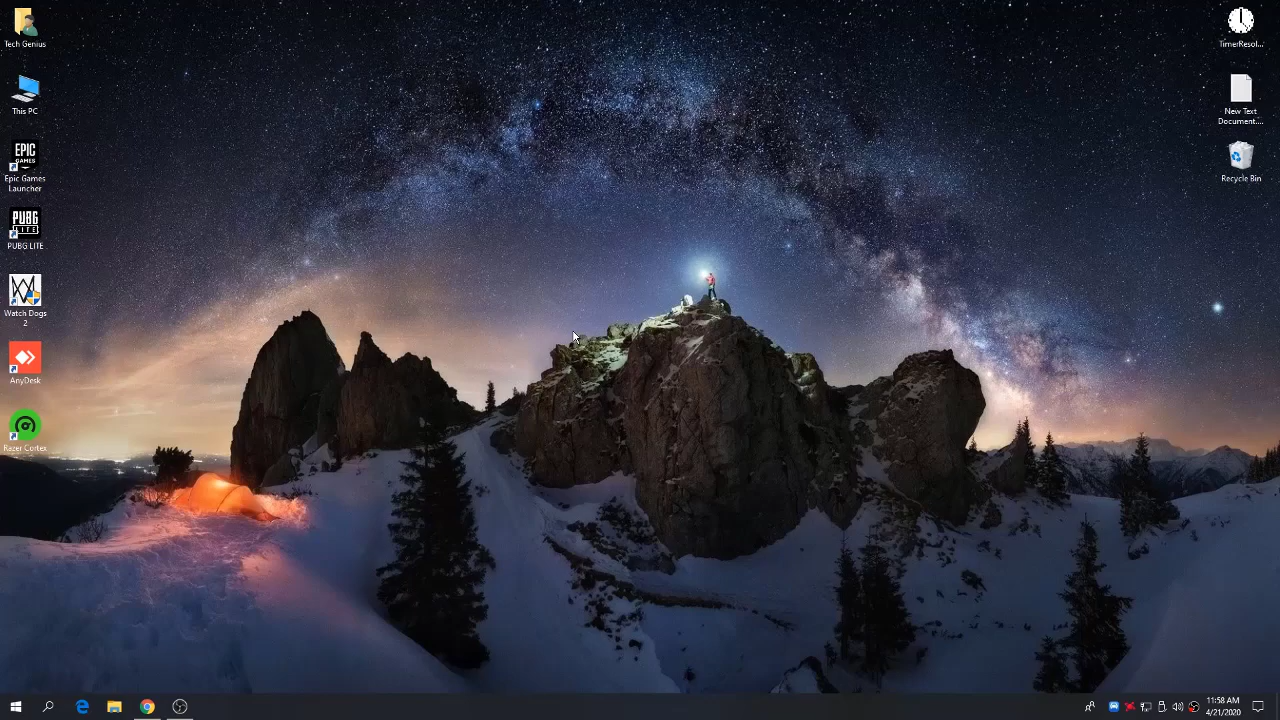 Tech Genius
This PC
EPIC
GAMES
Epic Games
Launcher
PUBG
LITE
PUBG LITE
Watch Dogs
2
AnyDesk
Razer Cortex
TimerResol...
New Text
Document....
Recycle Bin
11:58 AM
4/21/2020